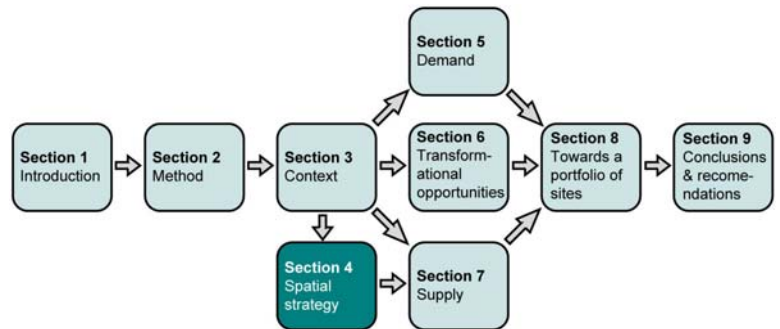 Section 1
Introduction
Section 2
Method
Section 3
Context
Section 4
Spatial
strategy
Section 5
Demand
Section 6
Transform-
ational
opportunities
Section 7
Supply
Section 8
Towards a
portfolio of
sites
Section 9
Conclusions
& recome-
ndations